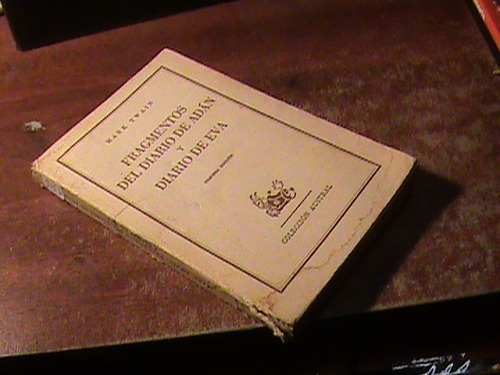 MARK TWAIN
FRAGMENTOS
DEL DIARIO DE ADÁN
Y
DIARIO DE EVA
COLECCIÓN AUSTRAL